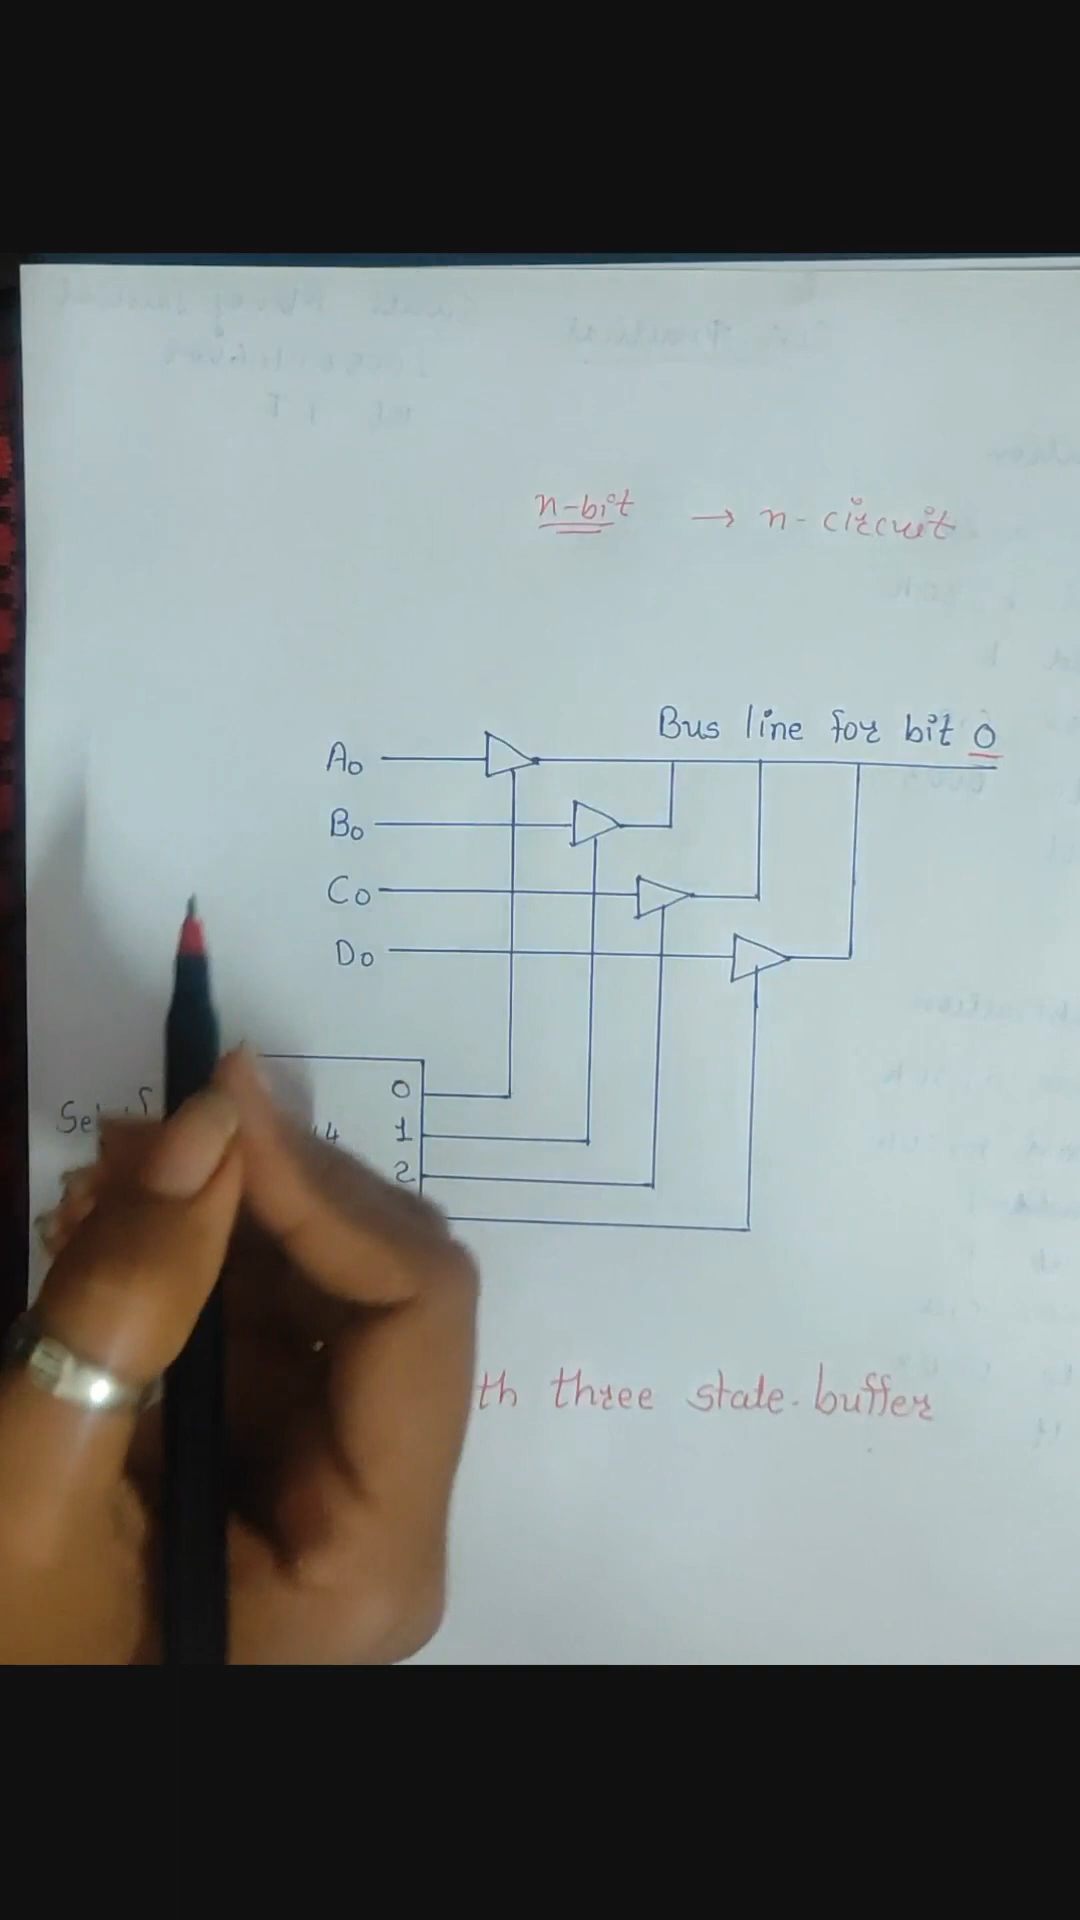 n-bit → n-circuit
Bus line for bit 0
A0
B0
C0
D0
0
1
2
th three state buffer